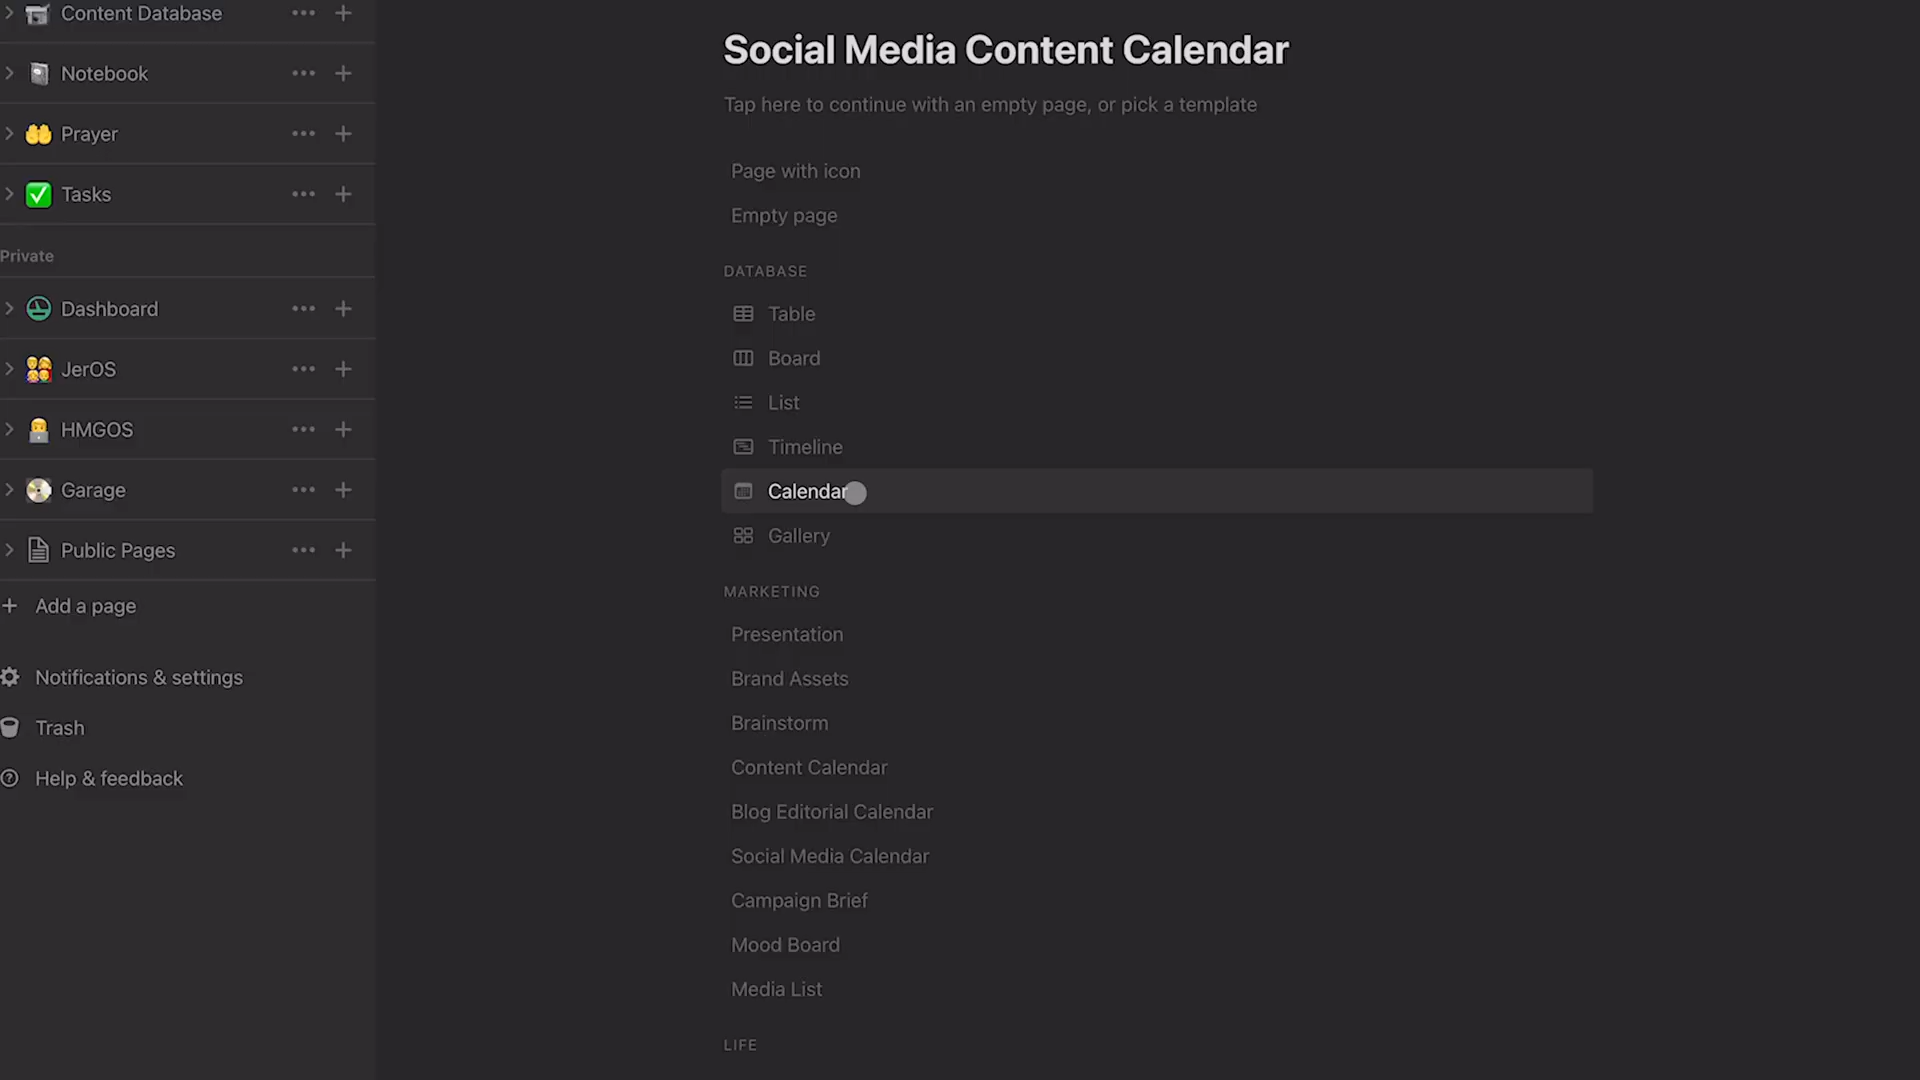 Content Database
Notebook
Prayer
Tasks
Private
Dashboard
JerOS
HMGOS
Garage
Public Pages
Add a page
Notifications & settings
Trash
Help & feedback
Social Media Content Calendar
Tap here to continue with an empty page, or pick a template
Page with icon
Empty page
DATABASE
Table
Board
List
Timeline
Calendar
Gallery
MARKETING
Presentation
Brand Assets
Brainstorm
Content Calendar
Blog Editorial Calendar
Social Media Calendar
Campaign Brief
Mood Board
Media List
LIFE